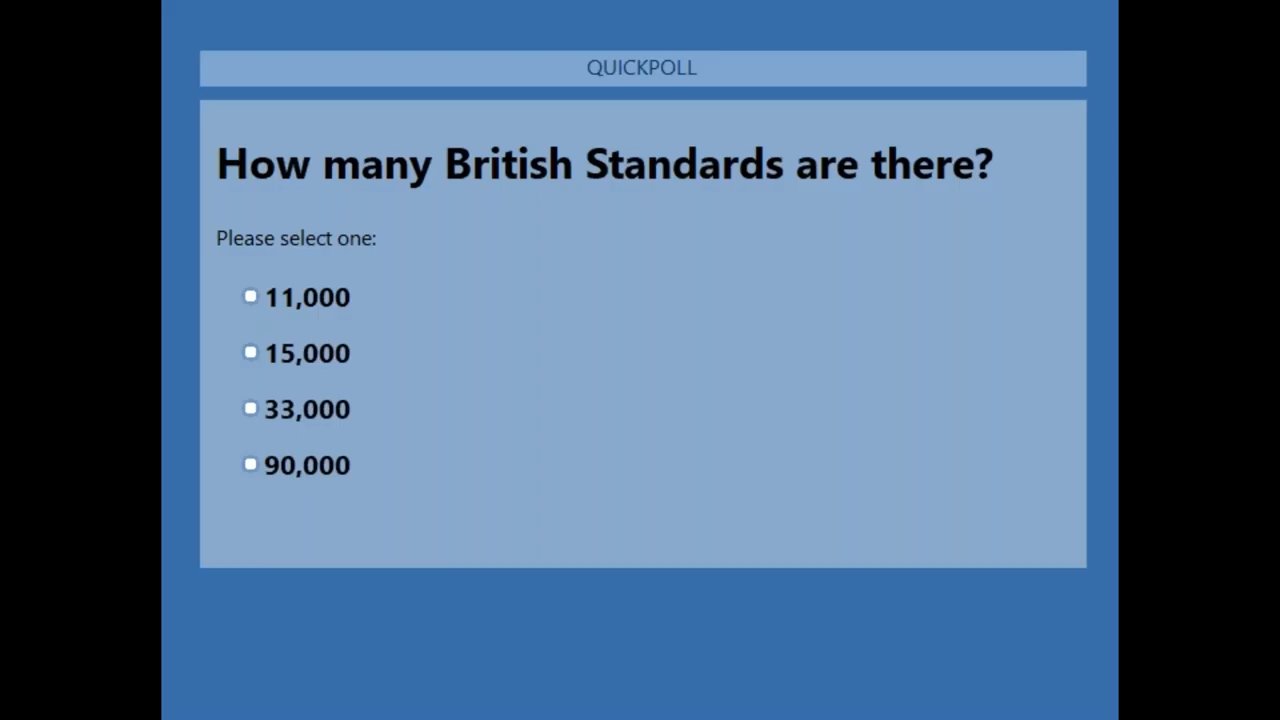 QUICKPOLL
How many British Standards are there?
Please select one:
11,000
15,000
33,000
90,000